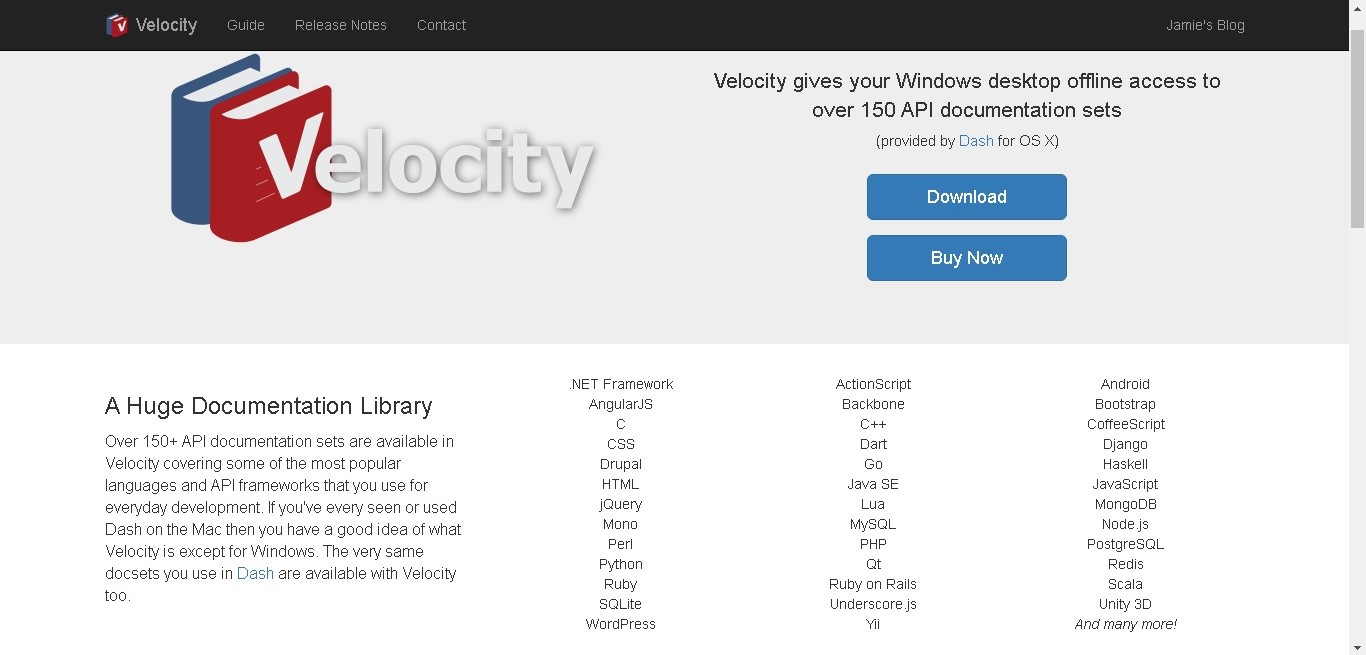 Velocity
Guide
Release Notes
Contact
Jamie's Blog
Velocity
Velocity gives your Windows desktop offline access to
over 150 API documentation sets
(provided by Dash for OS X)
Download
Buy Now
A Huge Documentation Library
Over 150+ API documentation sets are available in
Velocity covering some of the most popular
languages and API frameworks that you use for
everyday development. If you've every seen or used
Dash on the Mac then you have a good idea of what
Velocity is except for Windows. The very same
docsets you use in Dash are available with Velocity
too.
.NET Framework
AngularJS
C
CSS
Drupal
HTML
jQuery
Mono
Perl
Python
Ruby
SQLite
WordPress
ActionScript
Backbone
C++
Dart
Go
Java SE
Lua
MySQL
PHP
Qt
Ruby on Rails
Underscore.js
Yii
Android
Bootstrap
CoffeeScript
Django
Haskell
JavaScript
MongoDB
Node.js
PostgreSQL
Redis
Scala
Unity 3D
And many more!